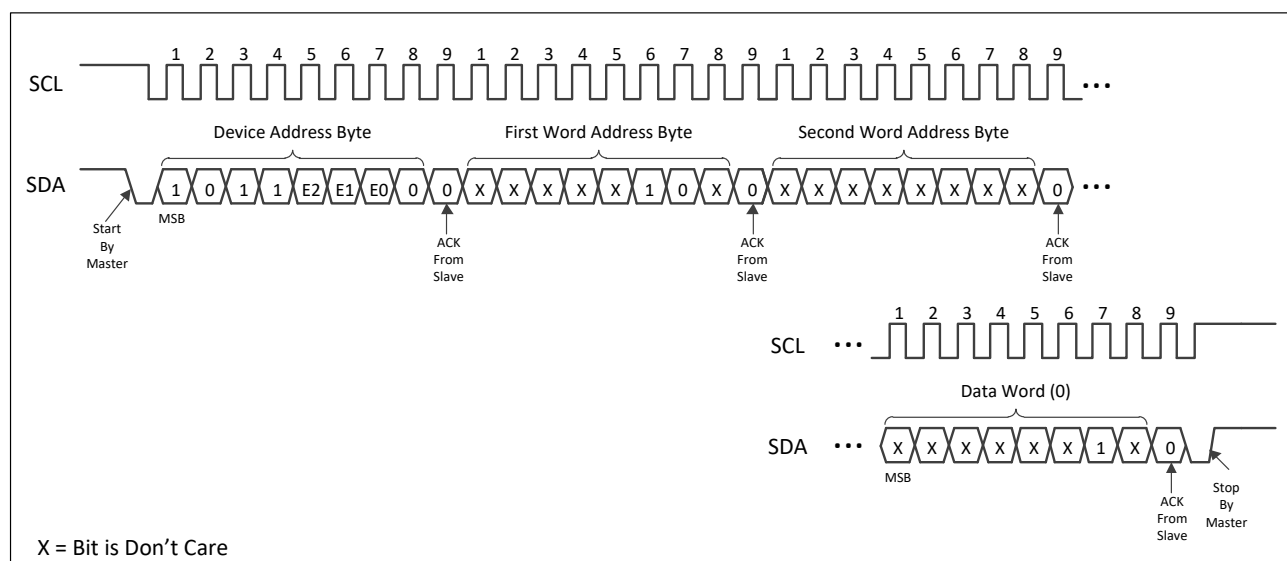 1 2 3 4 5 6 7 8 9 1 2 3 4 5 6 7 8 9 1 2 3 4 5 6 7 8 9
SCL •••
Device Address Byte First Word Address Byte Second Word Address Byte
SDA 1 0 1 1 E2 E1 E0 0 0 X X X X X 1 0 X 0 X X X X X X X X 0 •••
MSB
Start
By
Master
ACK
From
Slave
ACK
From
Slave
ACK
From
Slave
1 2 3 4 5 6 7 8 9
SCL •••
Data Word (0)
SDA ••• X X X X X X 1 X 0
MSB
ACK
From
Slave
Stop
By
Master
X = Bit is Don't Care